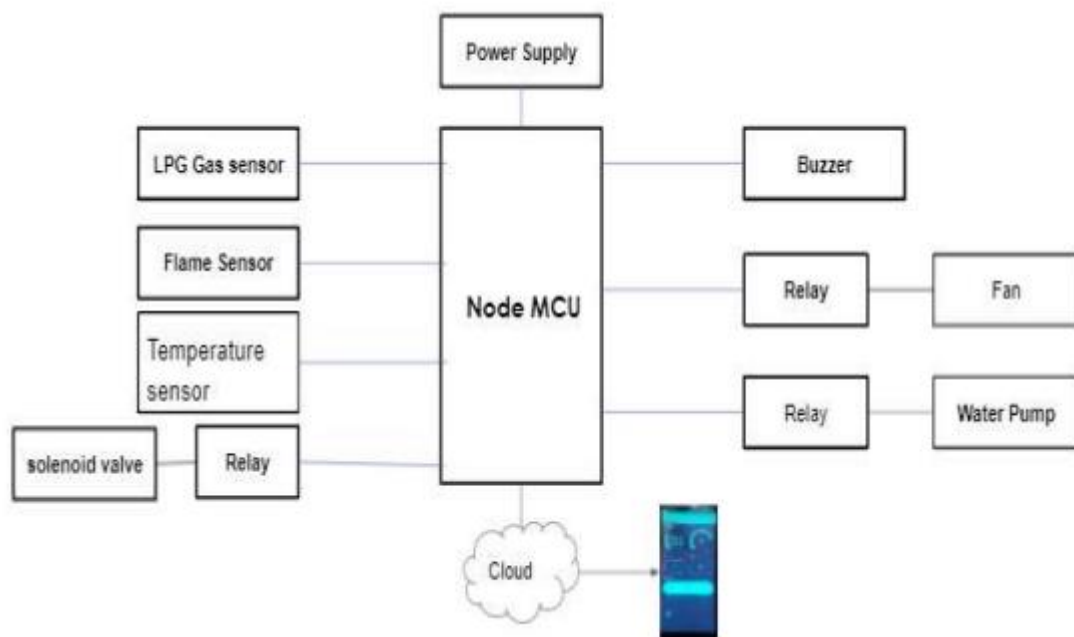 Power Supply
LPG Gas sensor
Buzzer
Flame Sensor
Node MCU
Relay
Fan
Temperature
sensor
Relay
Water Pump
solenoid valve
Relay
Cloud